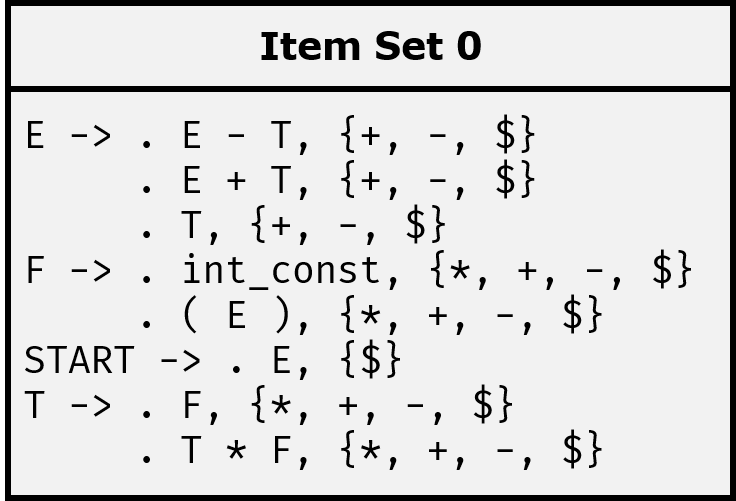 Item Set 0
E -> . E - T, {+, -, $}
. E + T, {+, -, $}
. T, {+, -, $}
F -> . int_const, {*, +, -, $}
. ( E ), {*, +, -, $}
START -> . E, {$}
T -> . F, {*, +, -, $}
. T * F, {*, +, -, $}